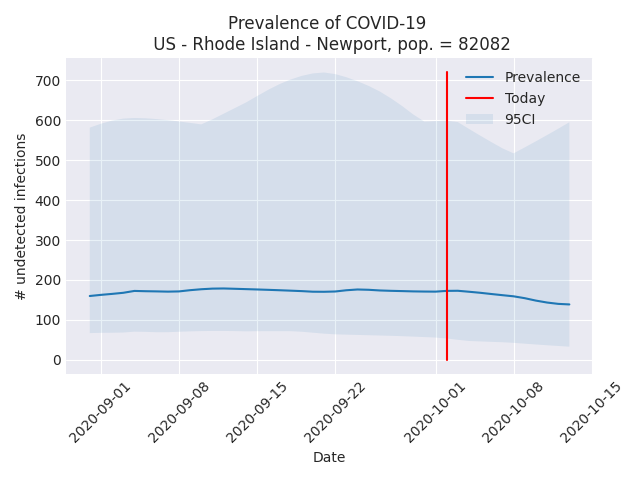 Prevalence of COVID-19
US - Rhode Island - Newport, pop. = 82082
Prevalence
Today
95CI
# undetected infections
700
600
500
400
300
200
100
0
2020-09-01
2020-09-08
2020-09-15
2020-09-22
2020-10-01
2020-10-08
2020-10-15
Date